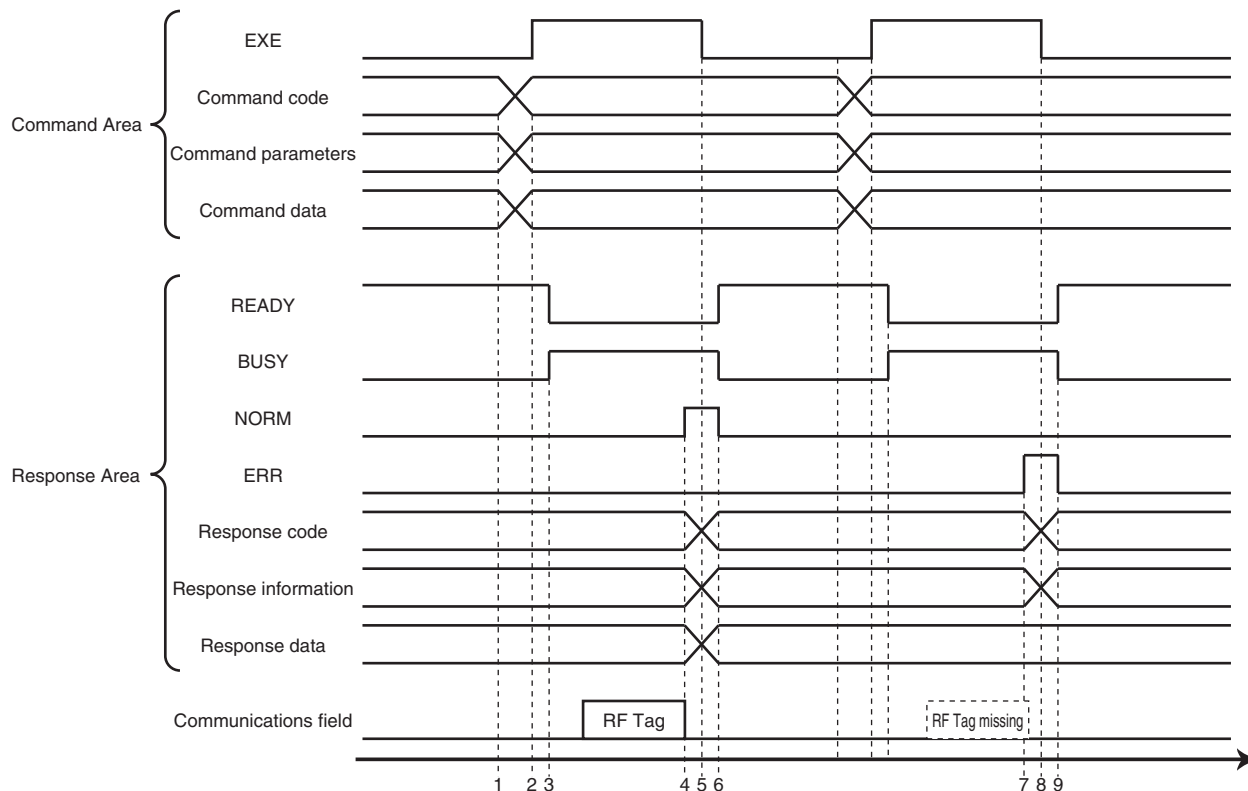 EXE
Command code
Command Area
Command parameters
Command data
READY
BUSY
NORM
Response Area
ERR
Response code
Response information
Response data
Communications field
RF Tag
RF Tag missing
1 2 3 4 5 6 7 8 9